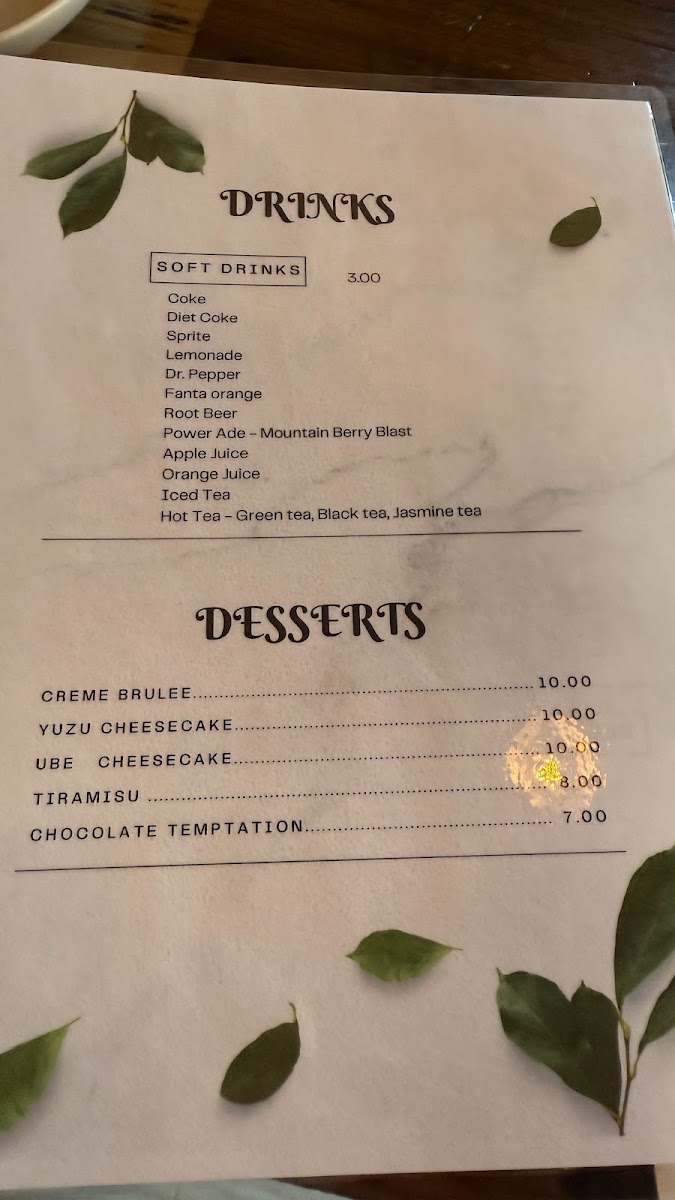 DRINKS
SOFT DRINKS 3.00
Coke
Diet Coke
Sprite
Lemonade
Dr. Pepper
Fanta orange
Root Beer
Power Ade - Mountain Berry Blast
Apple Juice
Orange Juice
Iced Tea
Hot Tea - Green tea, Black tea, Jasmine tea
DESSERTS
CREME BRULEE................................................10.00
YUZU CHEESECAKE..........................................10.00
UBE CHEESECAKE..........................................10.00
TIRAMISU .......................................................8.00
CHOCOLATE TEMPTATION................................. 7.00